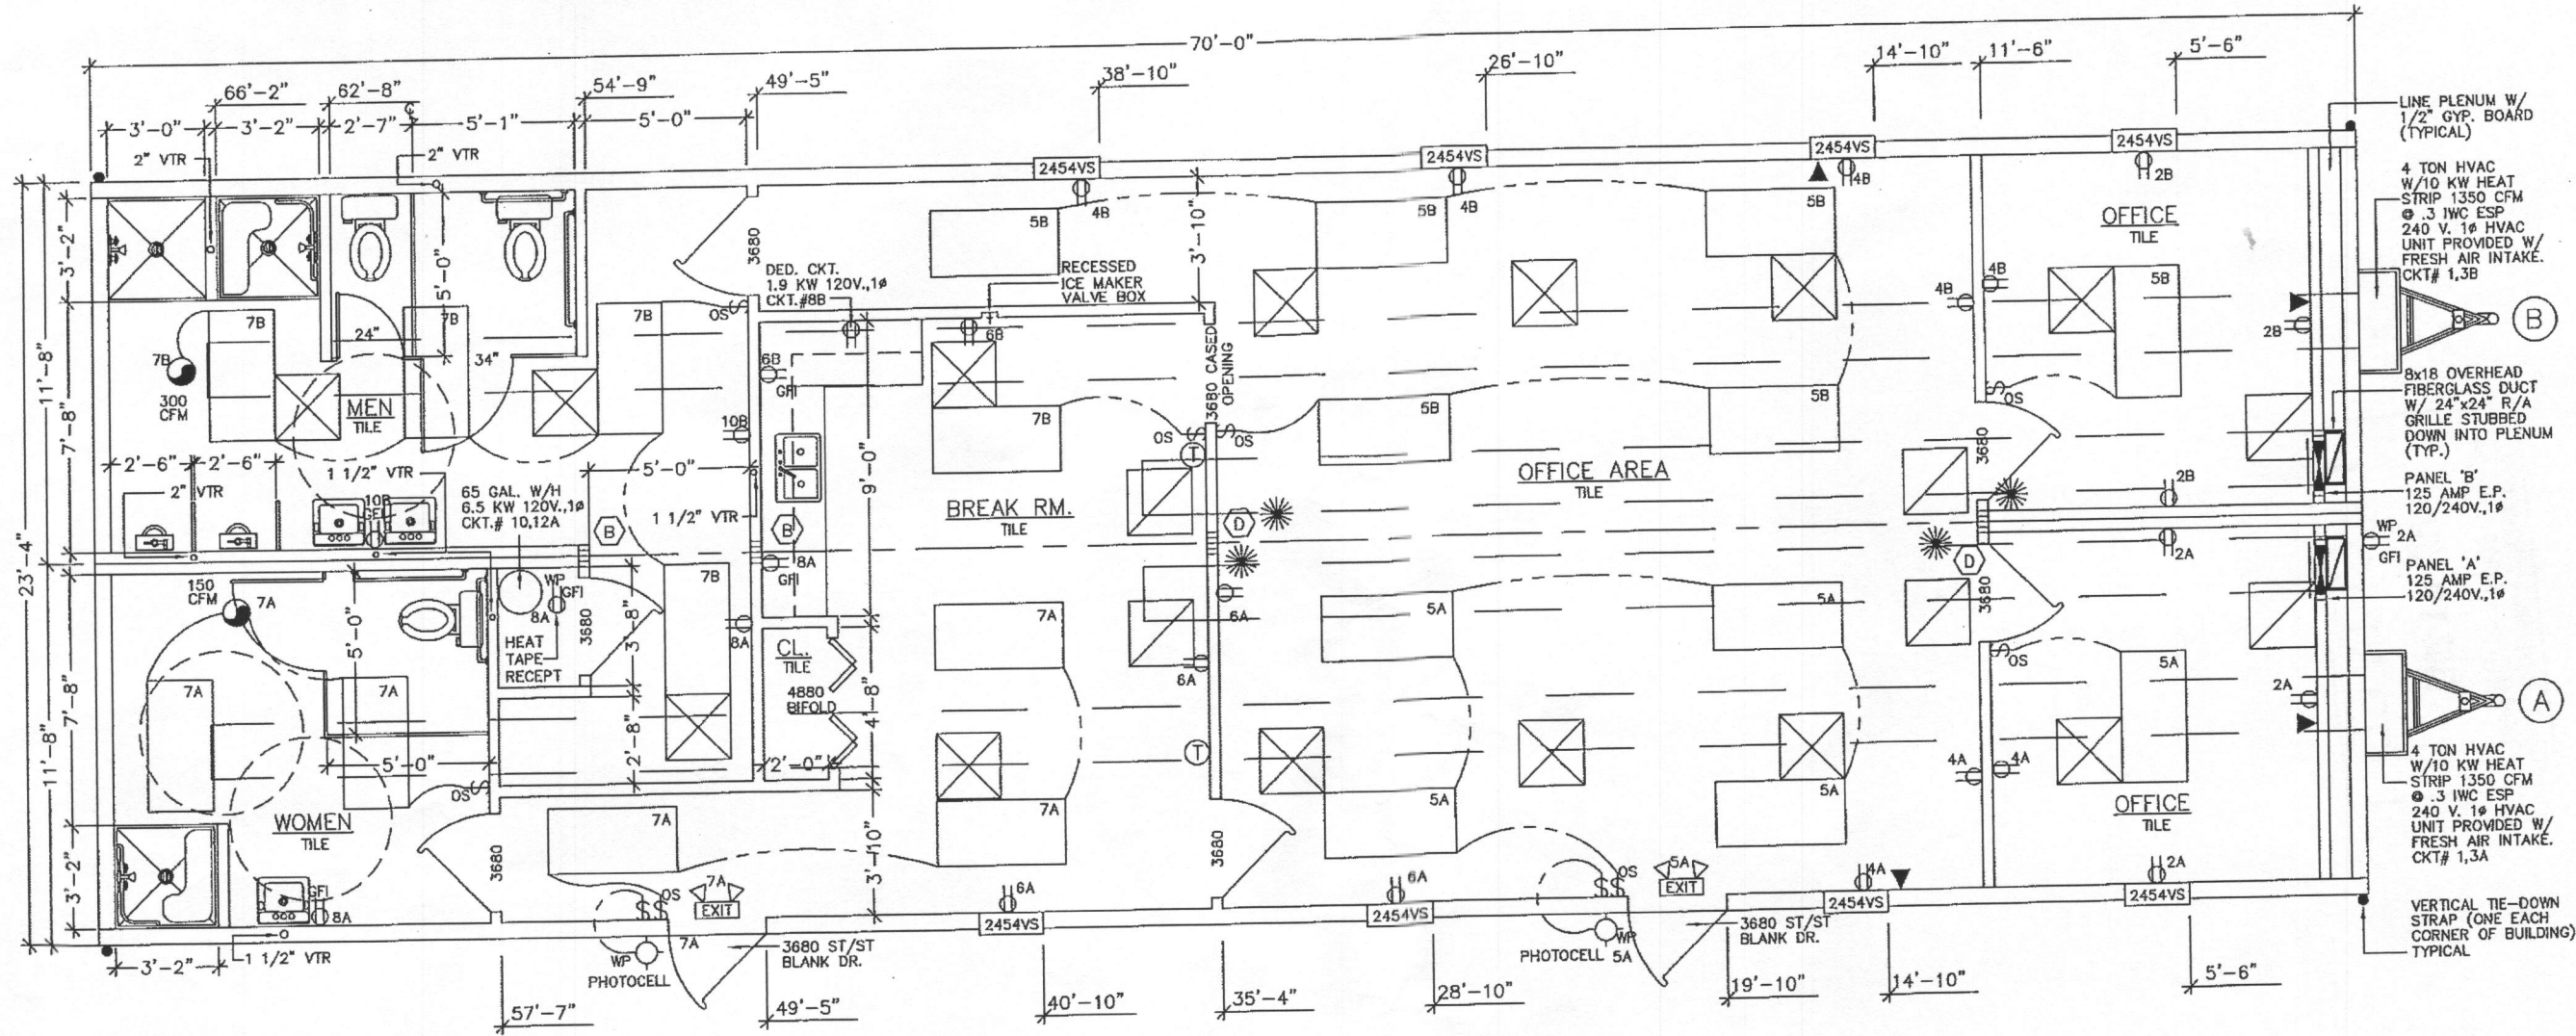 70'-0"
66'-2"
62'-8"
54'-9"
49'-5"
38'-10"
26'-10"
14'-10"
11'-6"
5'-6"
3'-0"
3'-2"
2'-7"
5'-1"
5'-0"
2" VTR
2" VTR
2454VS
2454VS
2454VS
2454VS
LINE PLENUM W/
1/2" GYP. BOARD
(TYPICAL)
4B
4B
4B
2B
4 TON HVAC
W/10 KW HEAT
STRIP 1350 CFM
@ .3 IWC ESP
240 V. 1ø HVAC
UNIT PROVIDED W/
FRESH AIR INTAKE.
CKT# 1,3B
B
OFFICE
TILE
5B
5B
5B
5B
3'-10"
3680
DED. CKT.
1.9 KW 120V.,1ø
CKT.#8B
RECESSED
ICE MAKER
VALVE BOX
3'-2"
5'-0"
24"
34"
7B
7B
7B
7B
300
CFM
MEN
TILE
OS
6B
GFI
6B
7B
3680 CASED
OPENING
OS
OS
T
5B
5B
4B
4B
2B
OS
3680
8x18 OVERHEAD
FIBERGLASS DUCT
W/ 24"x24" R/A
GRILLE STUBBED
DOWN INTO PLENUM
(TYP.)
PANEL 'B'
125 AMP E.P.
120/240V.,1ø
11'-8"
7'-8"
2'-6"
2'-6"
1 1/2" VTR
2" VTR
10B
GFI
65 GAL. W/H
6.5 KW 120V.,1ø
CKT.# 10,12A
10B
5'-0"
1 1/2" VTR
B
B
9'-0"
BREAK RM.
TILE
OFFICE AREA
TILE
D
D
2B
2A
WP
2A
GFI
PANEL 'A'
125 AMP E.P.
120/240V.,1ø
23'-4"
150
CFM
7A
5'-0"
WP
GFI
8A
HEAT
TAPE
RECEPT
3680
3'-8"
7B
8A
GFI
8A
CL.
TILE
4880
BIFOLD
4'-8"
2'-0"
2'-8"
7A
6A
6A
T
5A
5A
3680
OS
5A
2A
A
11'-8"
7'-8"
7A
7A
5'-0"
OS
WOMEN
TILE
3'-2"
GFI
8A
3'-2"
1 1/2" VTR
3680
7A
7A
3'-10"
3680
5A
5A
4A
4A
OFFICE
TILE
4 TON HVAC
W/10 KW HEAT
STRIP 1350 CFM
@ .3 IWC ESP
240 V. 1ø HVAC
UNIT PROVIDED W/
FRESH AIR INTAKE.
CKT# 1,3A
OS
7A
EXIT
7A
WP
PHOTOCELL
3680 ST/ST
BLANK DR.
6A
2454VS
6A
2454VS
OS
5A
EXIT
WP
PHOTOCELL 5A
3680 ST/ST
BLANK DR.
4A
2454VS
2A
2454VS
VERTICAL TIE-DOWN
STRAP (ONE EACH
CORNER OF BUILDING)
TYPICAL
57'-7"
49'-5"
40'-10"
35'-4"
28'-10"
19'-10"
14'-10"
5'-6"